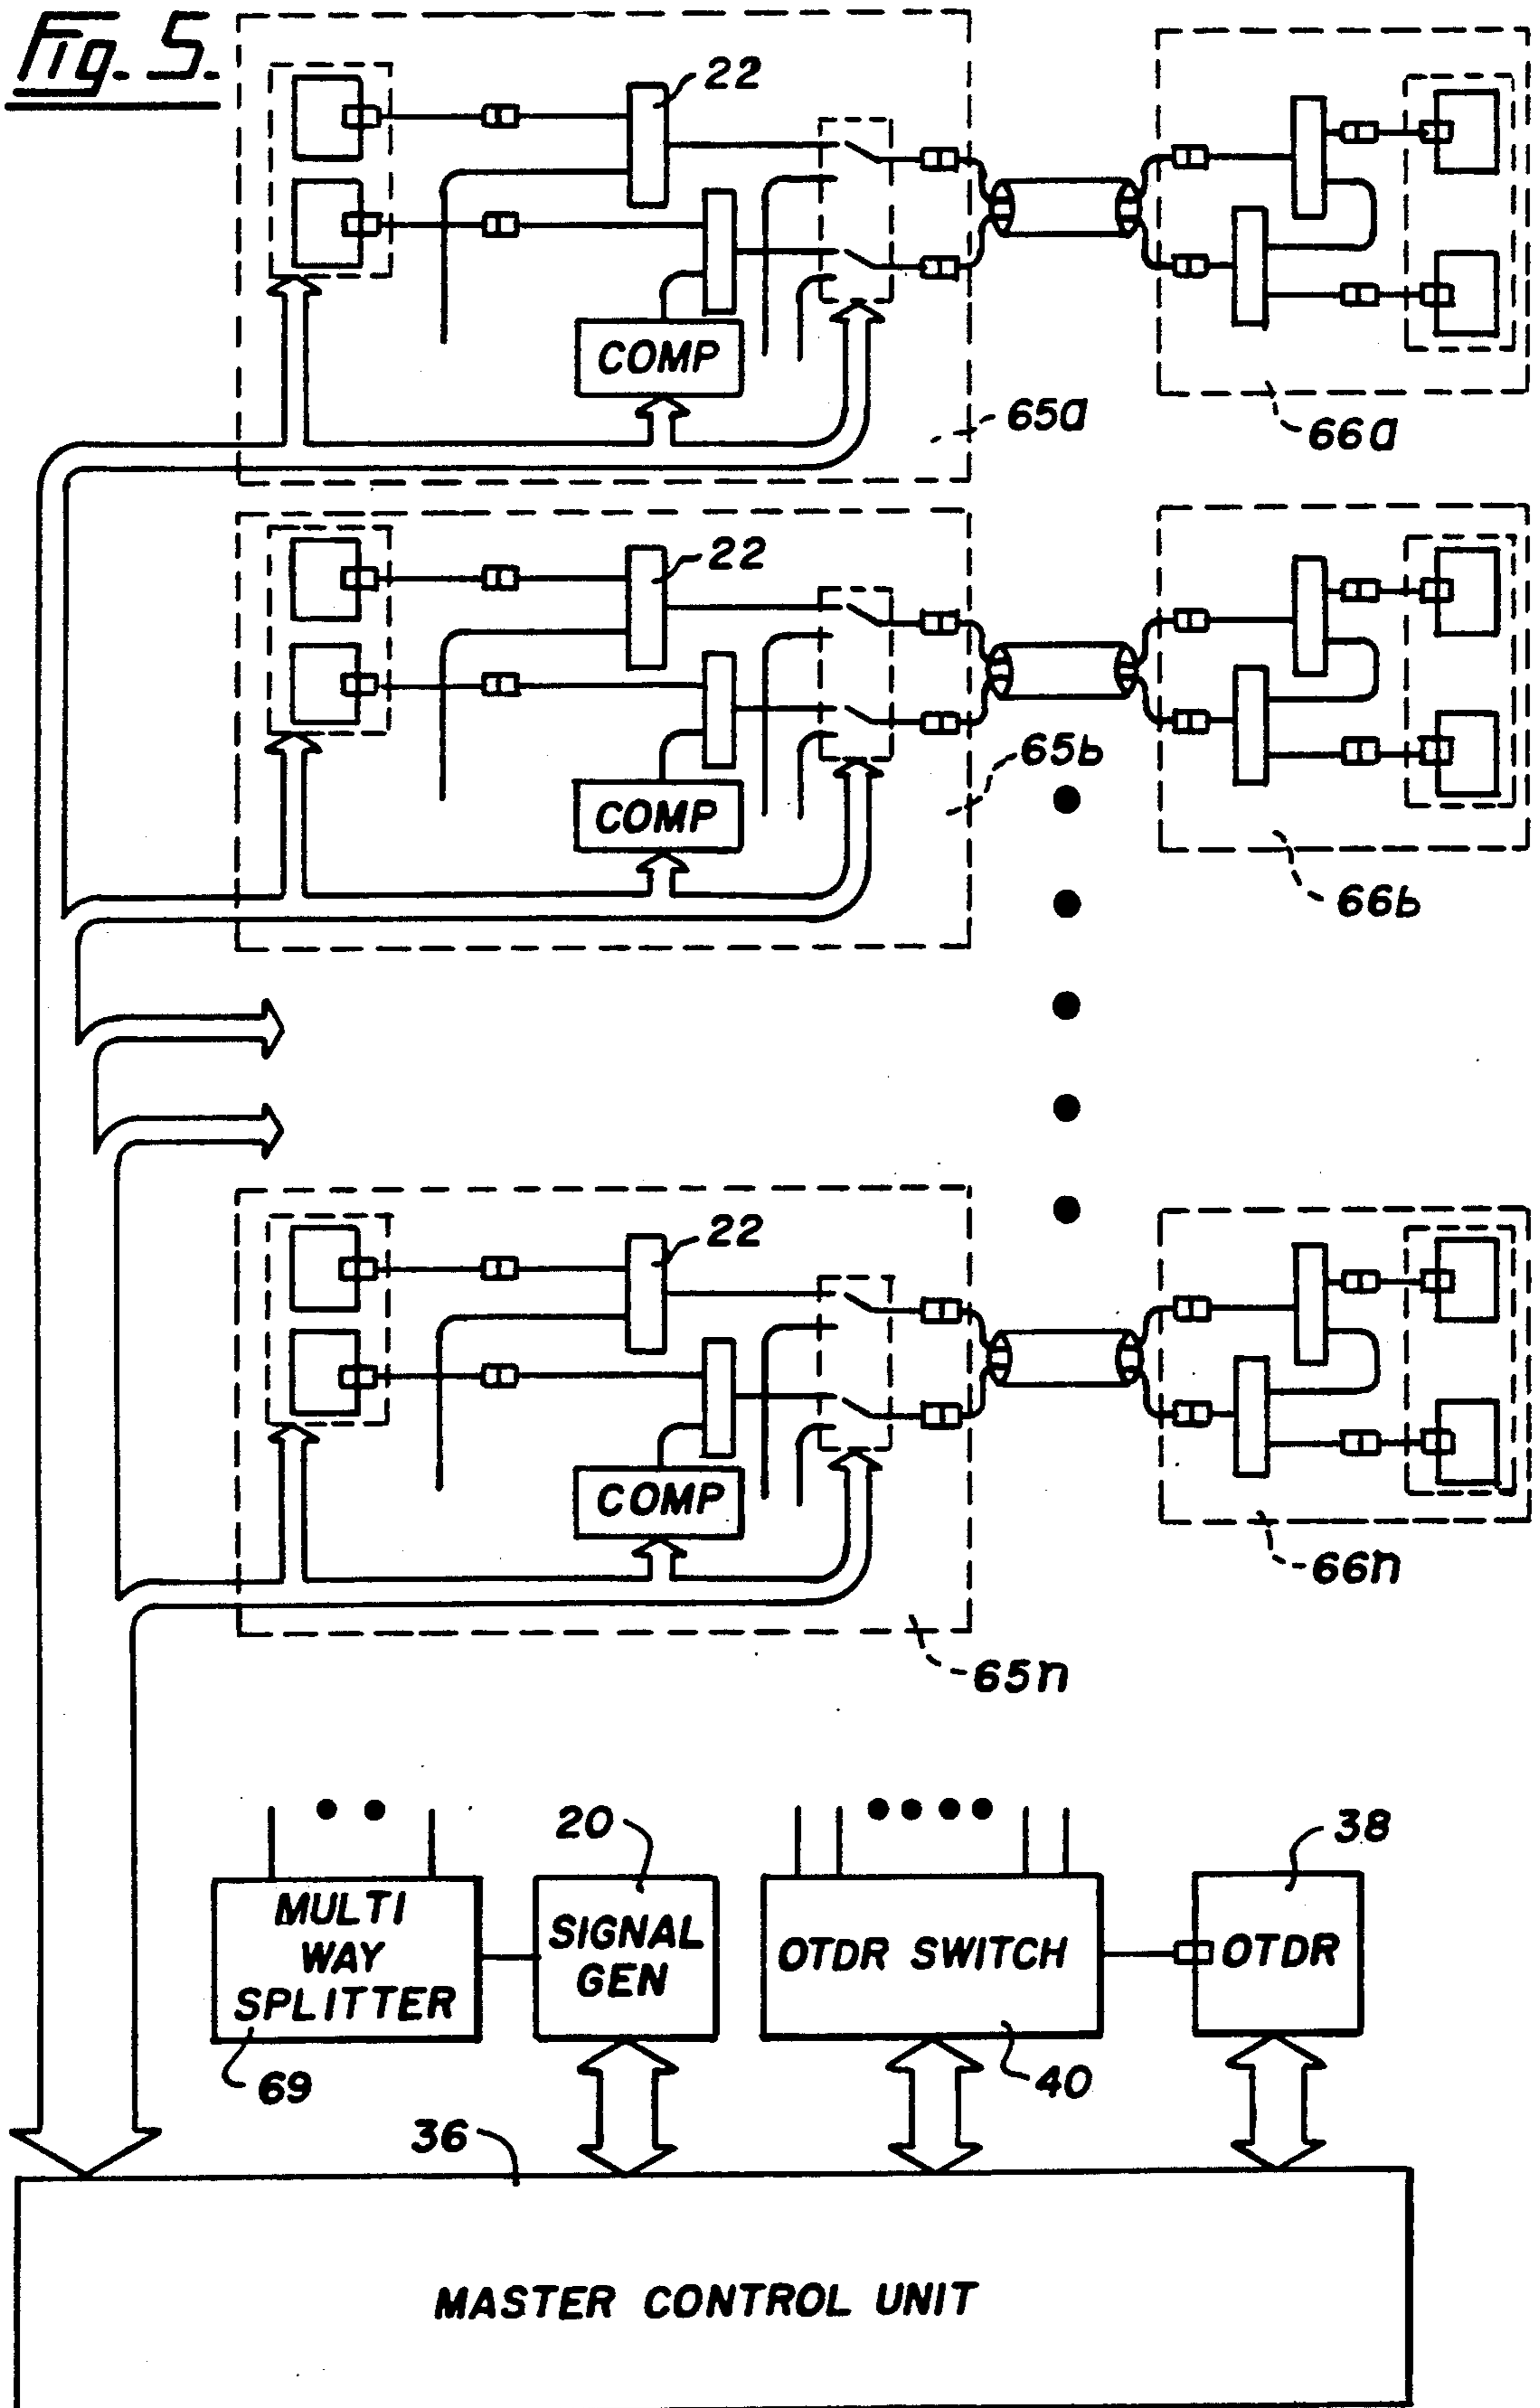 Fig. 5.
22
COMP
65a
66a
22
COMP
65b
66b
22
COMP
65n
66n
20
38
MULTI
WAY
SPLITTER
SIGNAL
GEN
OTDR SWITCH
OTDR
69
40
36
MASTER CONTROL UNIT